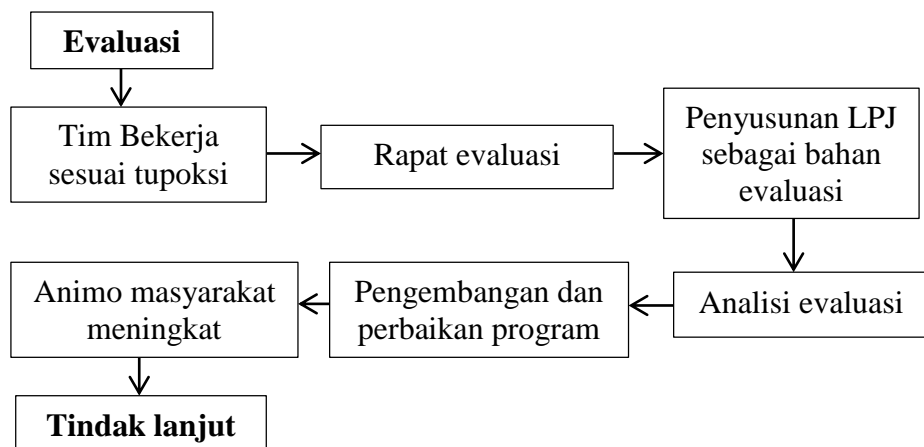 Evaluasi
Tim Bekerja
sesuai tupoksi
Rapat evaluasi
Penyusunan LPJ
sebagai bahan
evaluasi
Analisi evaluasi
Pengembangan dan
perbaikan program
Animo masyarakat
meningkat
Tindak lanjut